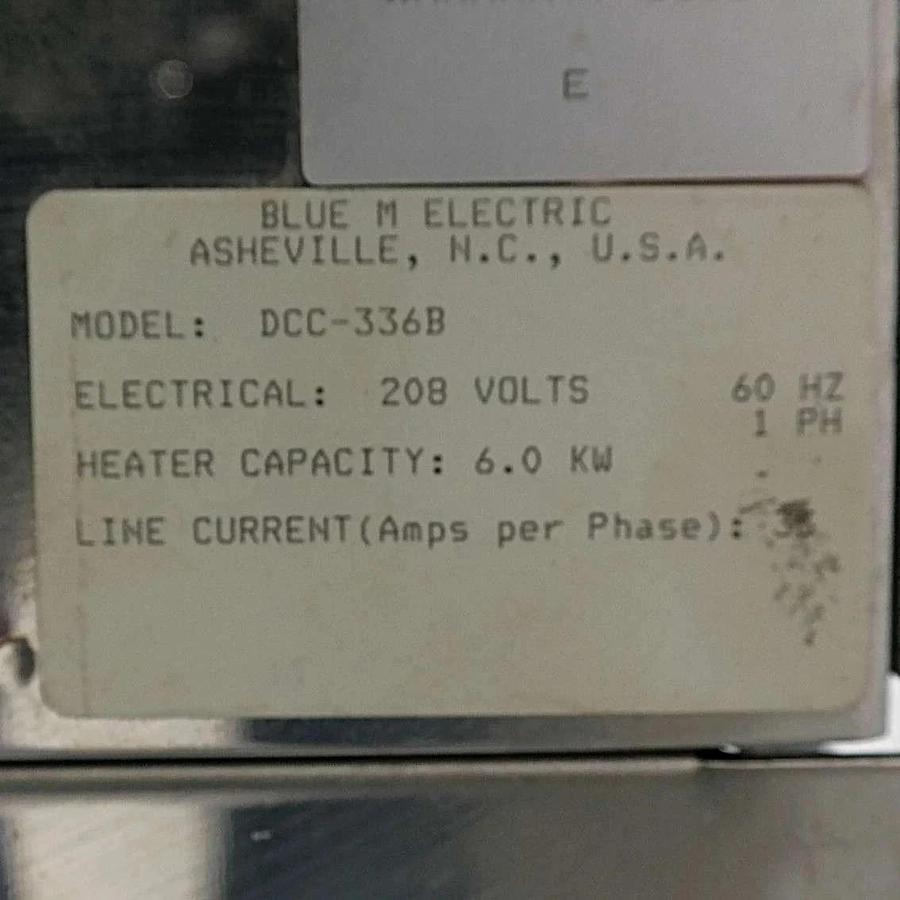 E
BLUE M ELECTRIC
ASHEVILLE, N.C., U.S.A.
MODEL: DCC-336B
ELECTRICAL: 208 VOLTS 60 HZ
1 PH
HEATER CAPACITY: 6.0 KW
LINE CURRENT(Amps per Phase):